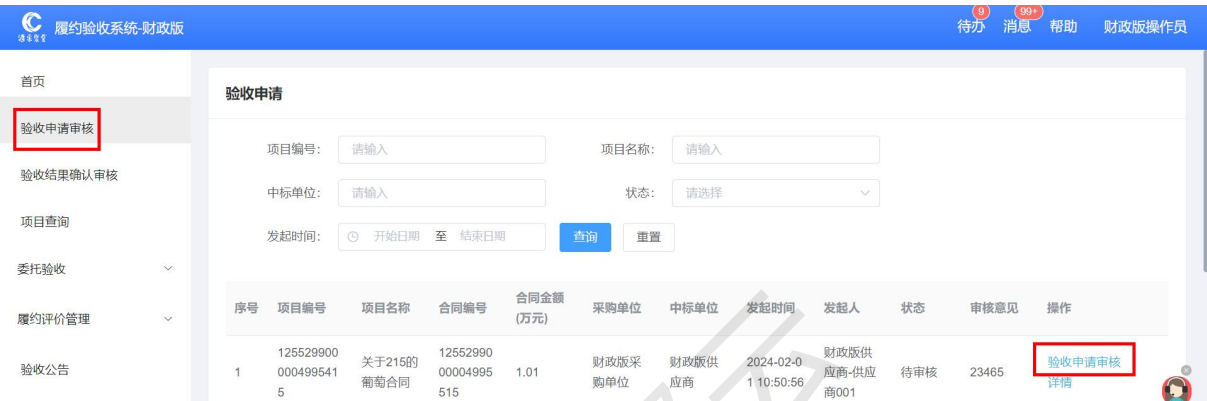 9 99+
履约验收系统-财政版 待办 消息 帮助 财政版操作员
首页
验收申请
验收申请审核
项目编号： 请输入 项目名称： 请输入
验收结果确认审核
中标单位： 请输入 状态： 请选择
项目查询
发起时间： 开始日期 至 结束日期 查询 重置
委托验收
履约评价管理
序号 项目编号 项目名称 合同编号 合同金额(万元) 采购单位 中标单位 发起时间 发起人 状态 审核意见 操作
验收公告
1 125529900
000499541
5 关于215的
葡萄合同 12552990
00004995
515 1.01 财政版采
购单位 财政版供
应商 2024-02-0
1 10:50:56 财政版供
应商-供应
商001 待审核 23465 验收申请审核
详情